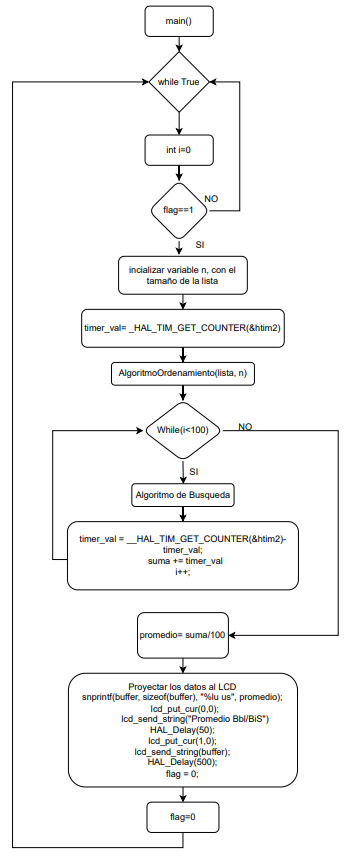 main()
while True
int i=0
flag==1
NO
SI
incializar variable n, con el
tamaño de la lista
timer_val= _HAL_TIM_GET_COUNTER(&htim2)
AlgoritmoOrdenamiento(lista, n)
While(i<100)
NO
SI
Algoritmo de Busqueda
timer_val = __HAL_TIM_GET_COUNTER(&htim2)-
timer_val;
suma += timer_val
i++;
promedio= suma/100
Proyectar los datos al LCD
snprintf(buffer, sizeof(buffer), "%lu us", promedio);
lcd_put_cur(0,0);
lcd_send_string("Promedio Bbl/BiS")
HAL_Delay(50);
lcd_put_cur(1,0);
lcd_send_string(buffer);
HAL_Delay(500);
flag = 0;
flag=0